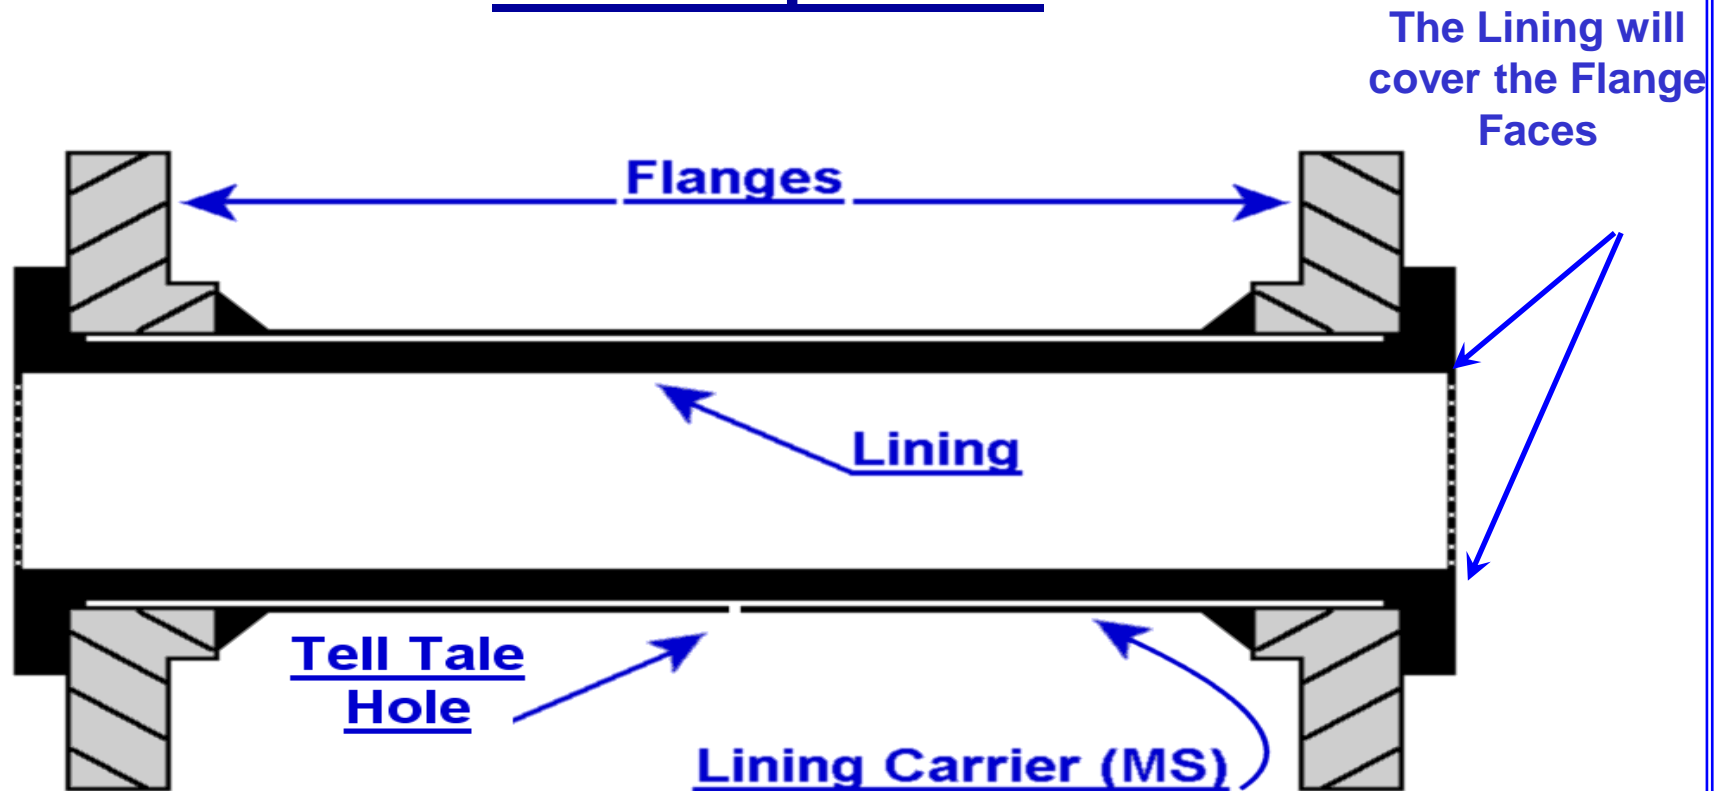 The Lining will
cover the Flange
Faces
Flanges
Lining
Tell Tale
Hole
Lining Carrier (MS)